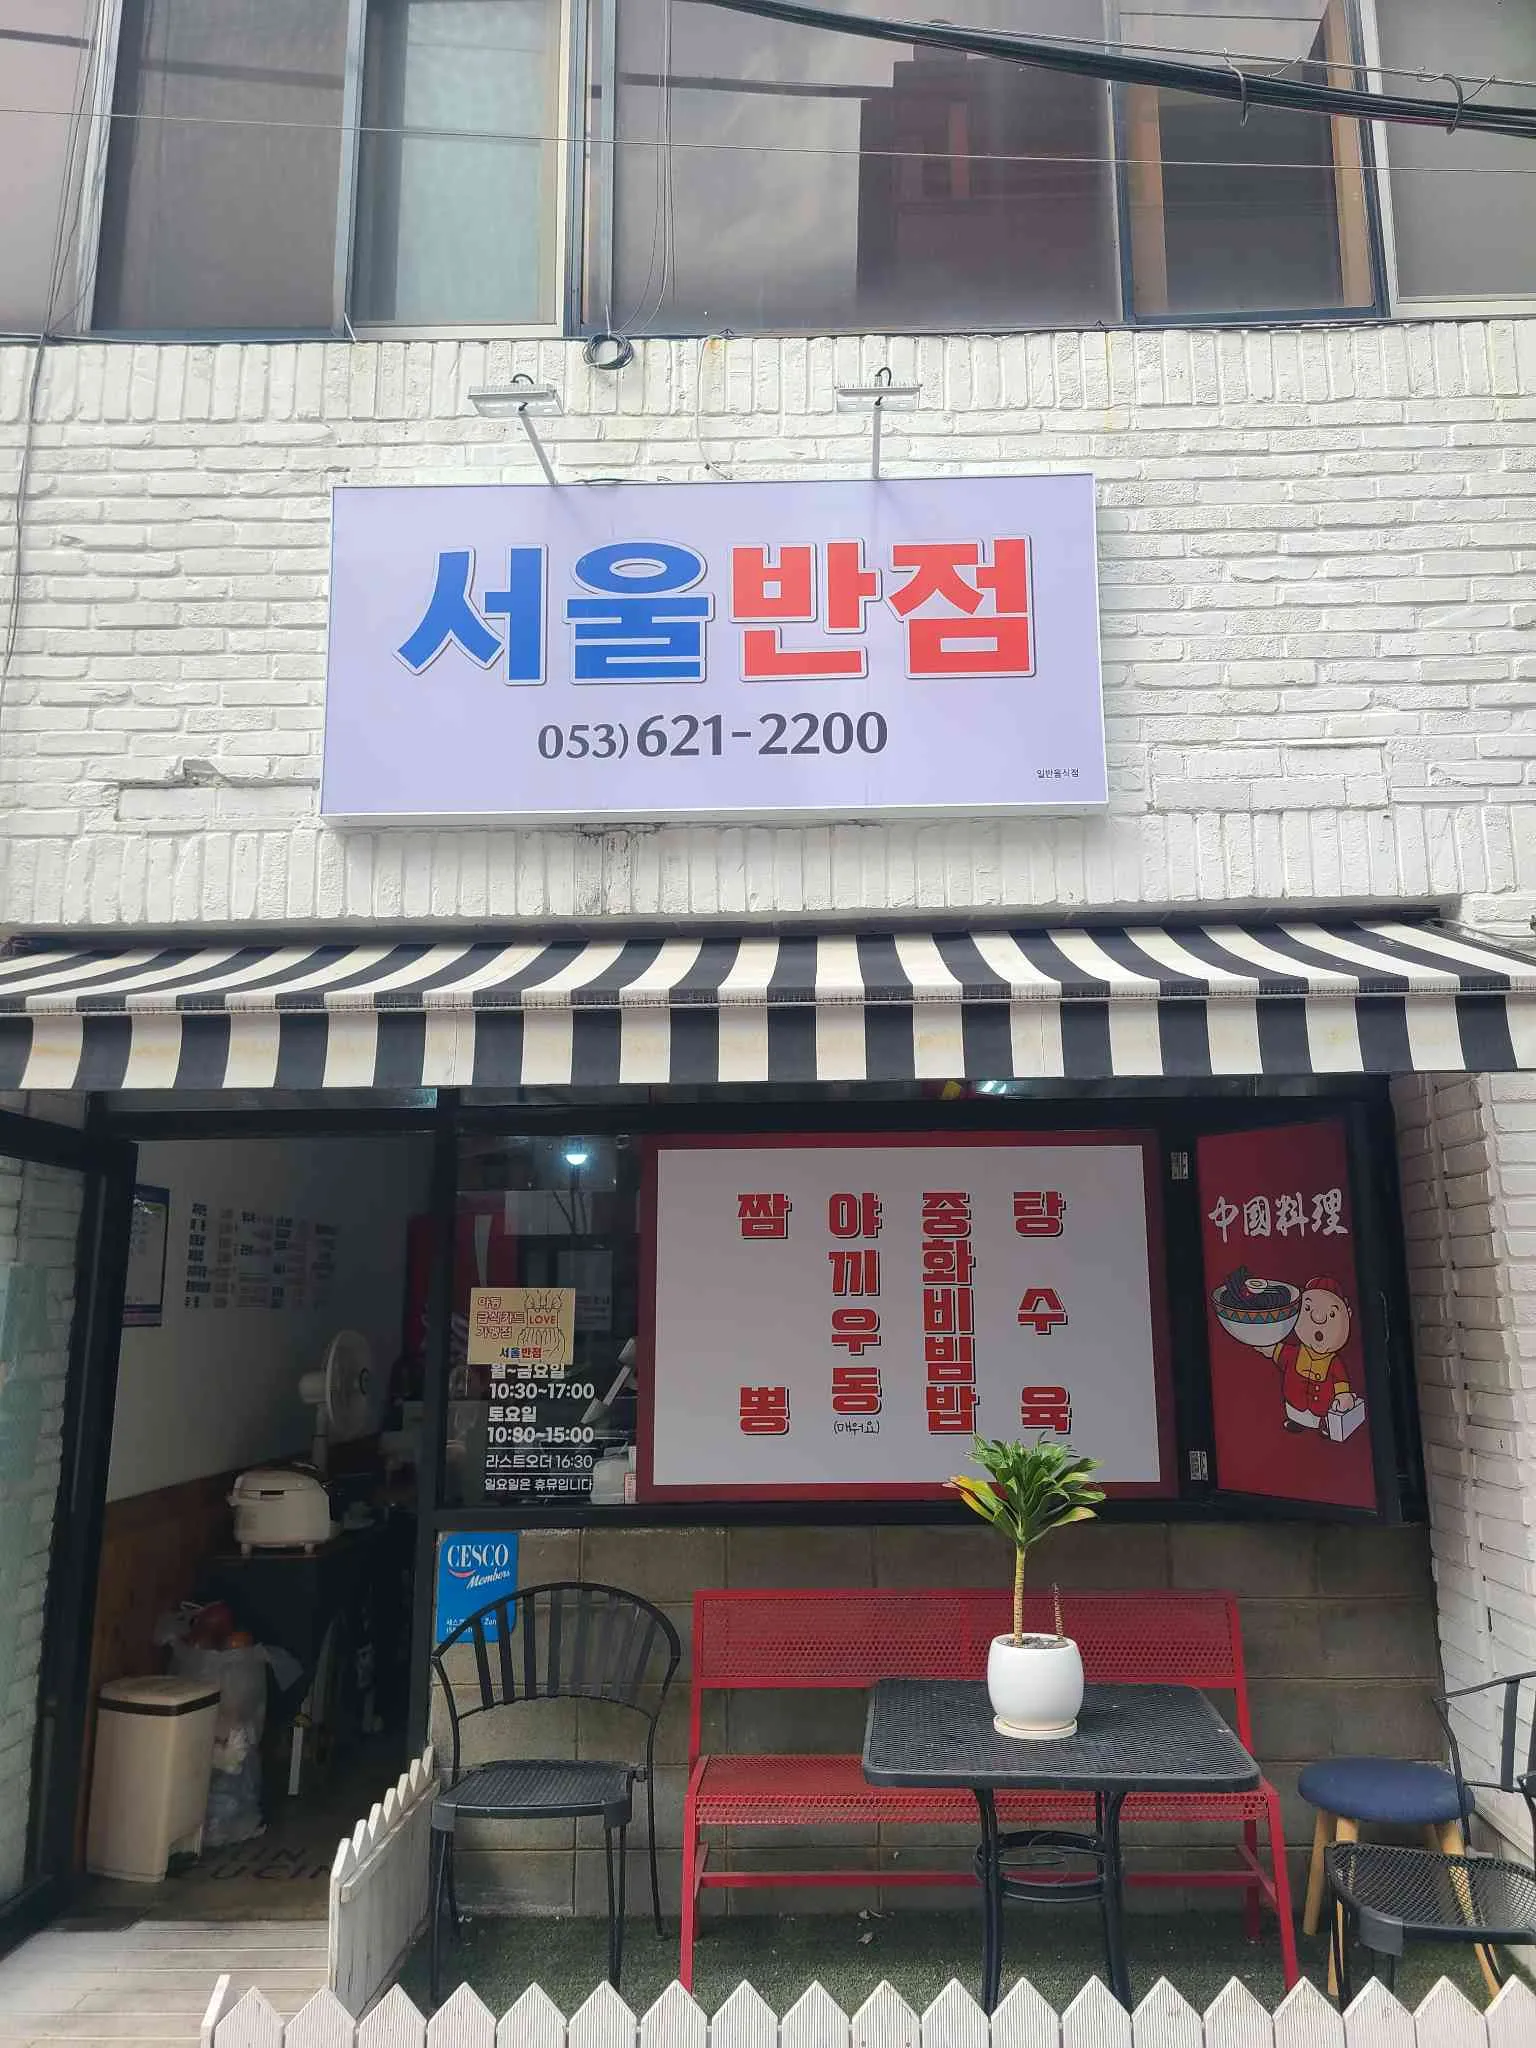 서울반점
053) 621-2200
일반음식점
짬뽕
야끼우동
(매워요)
중화비빔밥
탕수육
中國料理
아동
급식카드
가맹점
LOVE
서울반점
월~금요일
10:30~17:00
토요일
10:30~15:00
라스트오더 16:30
일요일은 휴뮤입니다
CESCO
Members